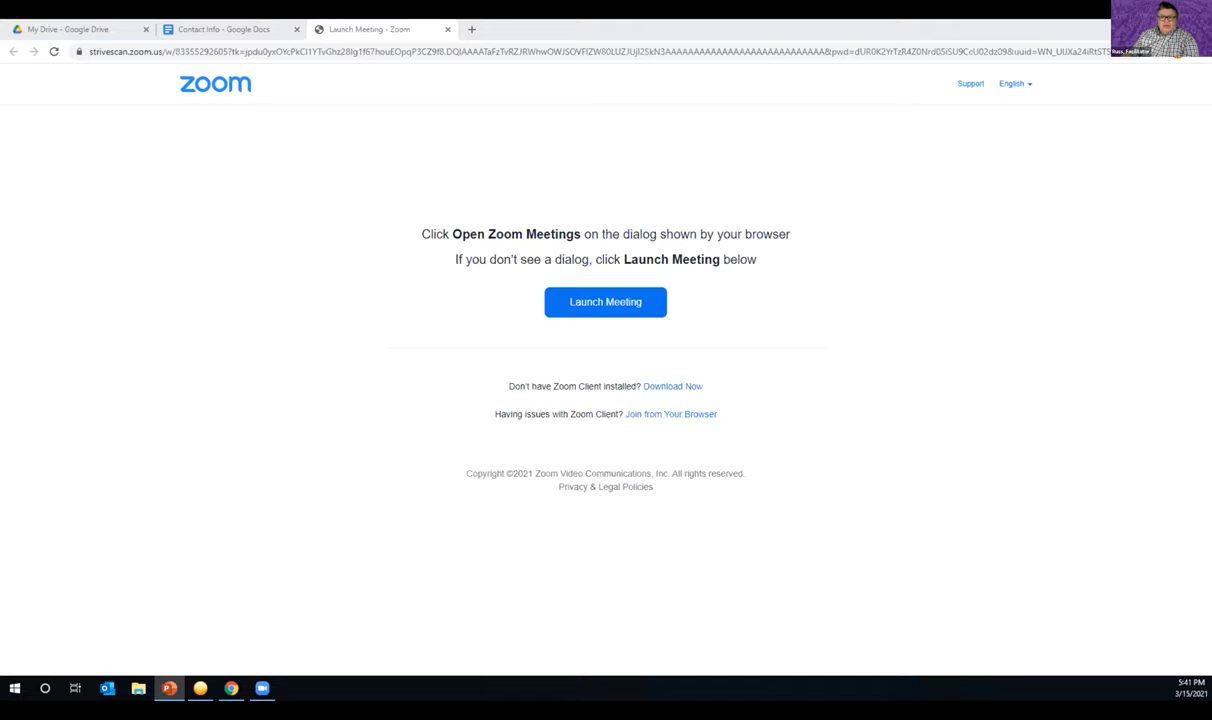 My Drive - Google Drive
Contact Info - Google Docs
Launch Meeting - Zoom
zoom
Support
English
Click Open Zoom Meetings on the dialog shown by your browser
If you don't see a dialog, click Launch Meeting below
Launch Meeting
Don't have Zoom Client installed? Download Now
Having issues with Zoom Client? Join from Your Browser
Copyright ©2021 Zoom Video Communications, Inc. All rights reserved.
Privacy & Legal Policies
5:41 PM
3/15/2021